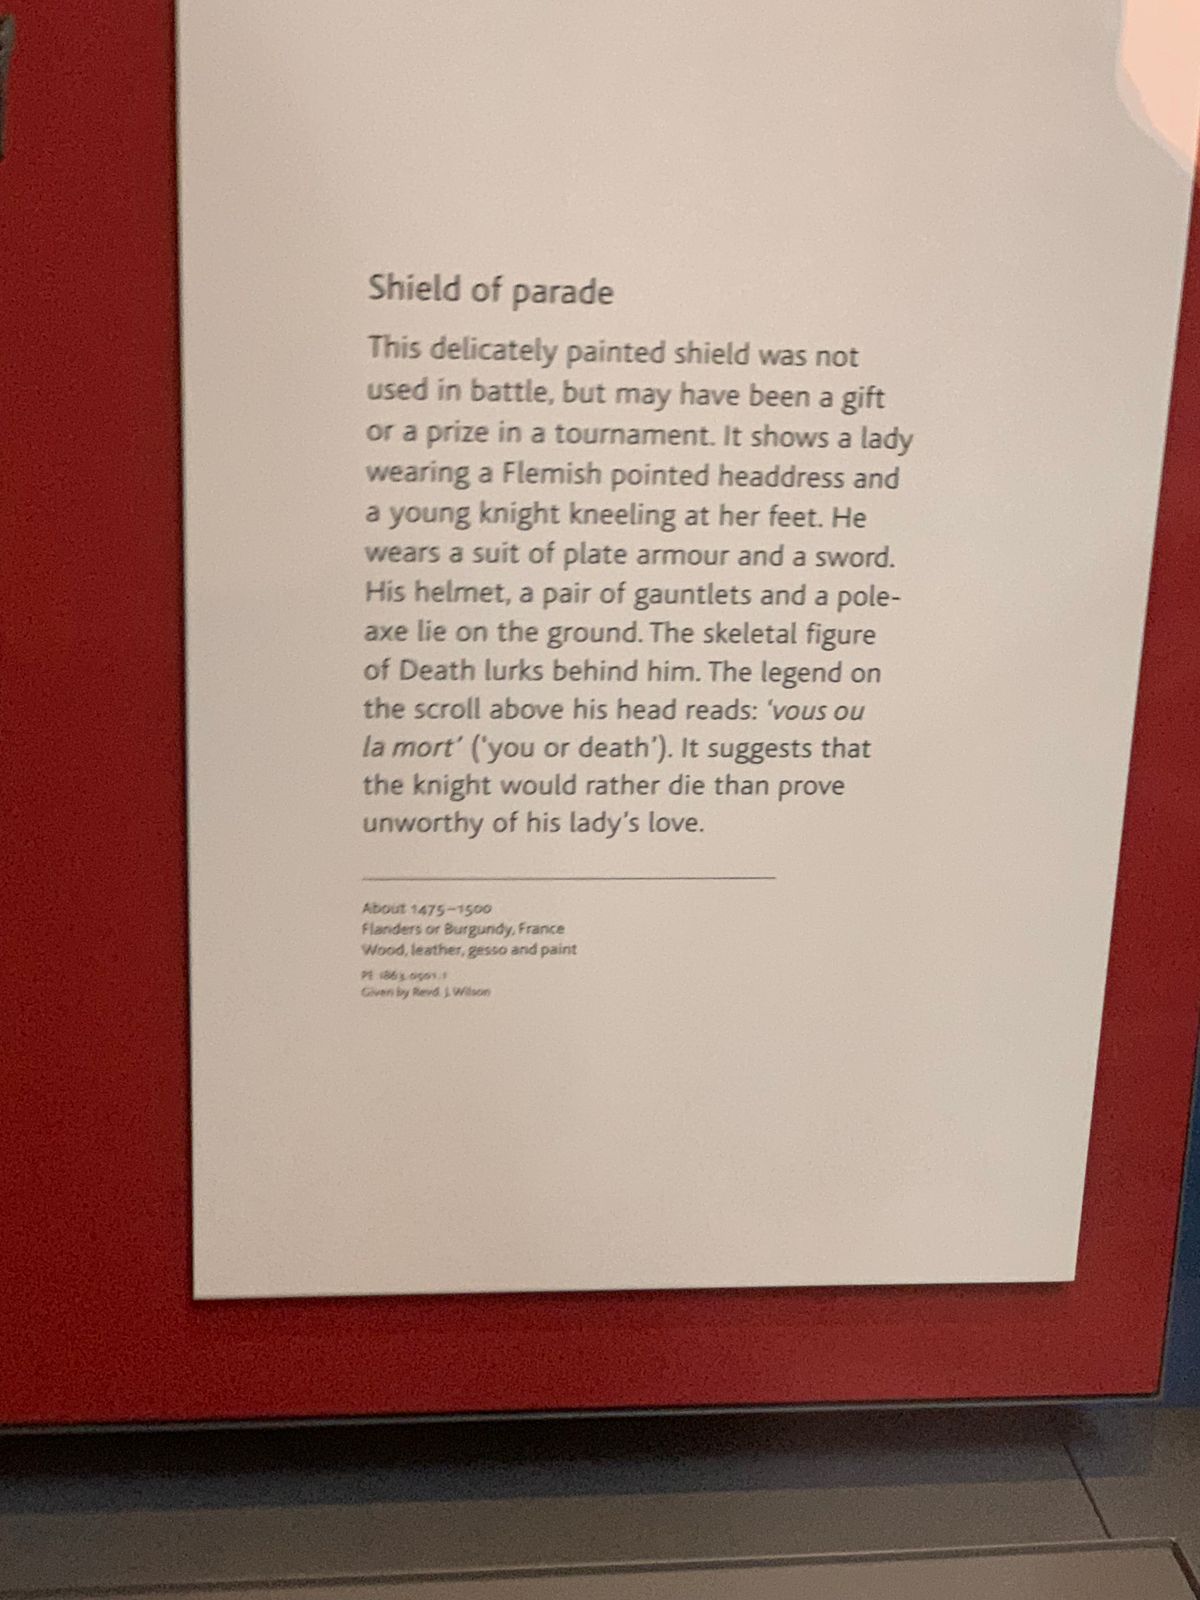 Shield of parade
This delicately painted shield was not
used in battle, but may have been a gift
or a prize in a tournament. It shows a lady
wearing a Flemish pointed headdress and
a young knight kneeling at her feet. He
wears a suit of plate armour and a sword.
His helmet, a pair of gauntlets and a pole-
axe lie on the ground. The skeletal figure
of Death lurks behind him. The legend on
the scroll above his head reads: ‘vous ou
la mort’ (‘you or death’). It suggests that
the knight would rather die than prove
unworthy of his lady’s love.
About 1475–1500
Flanders or Burgundy, France
Wood, leather, gesso and paint
Given by Revd. J. Wilson